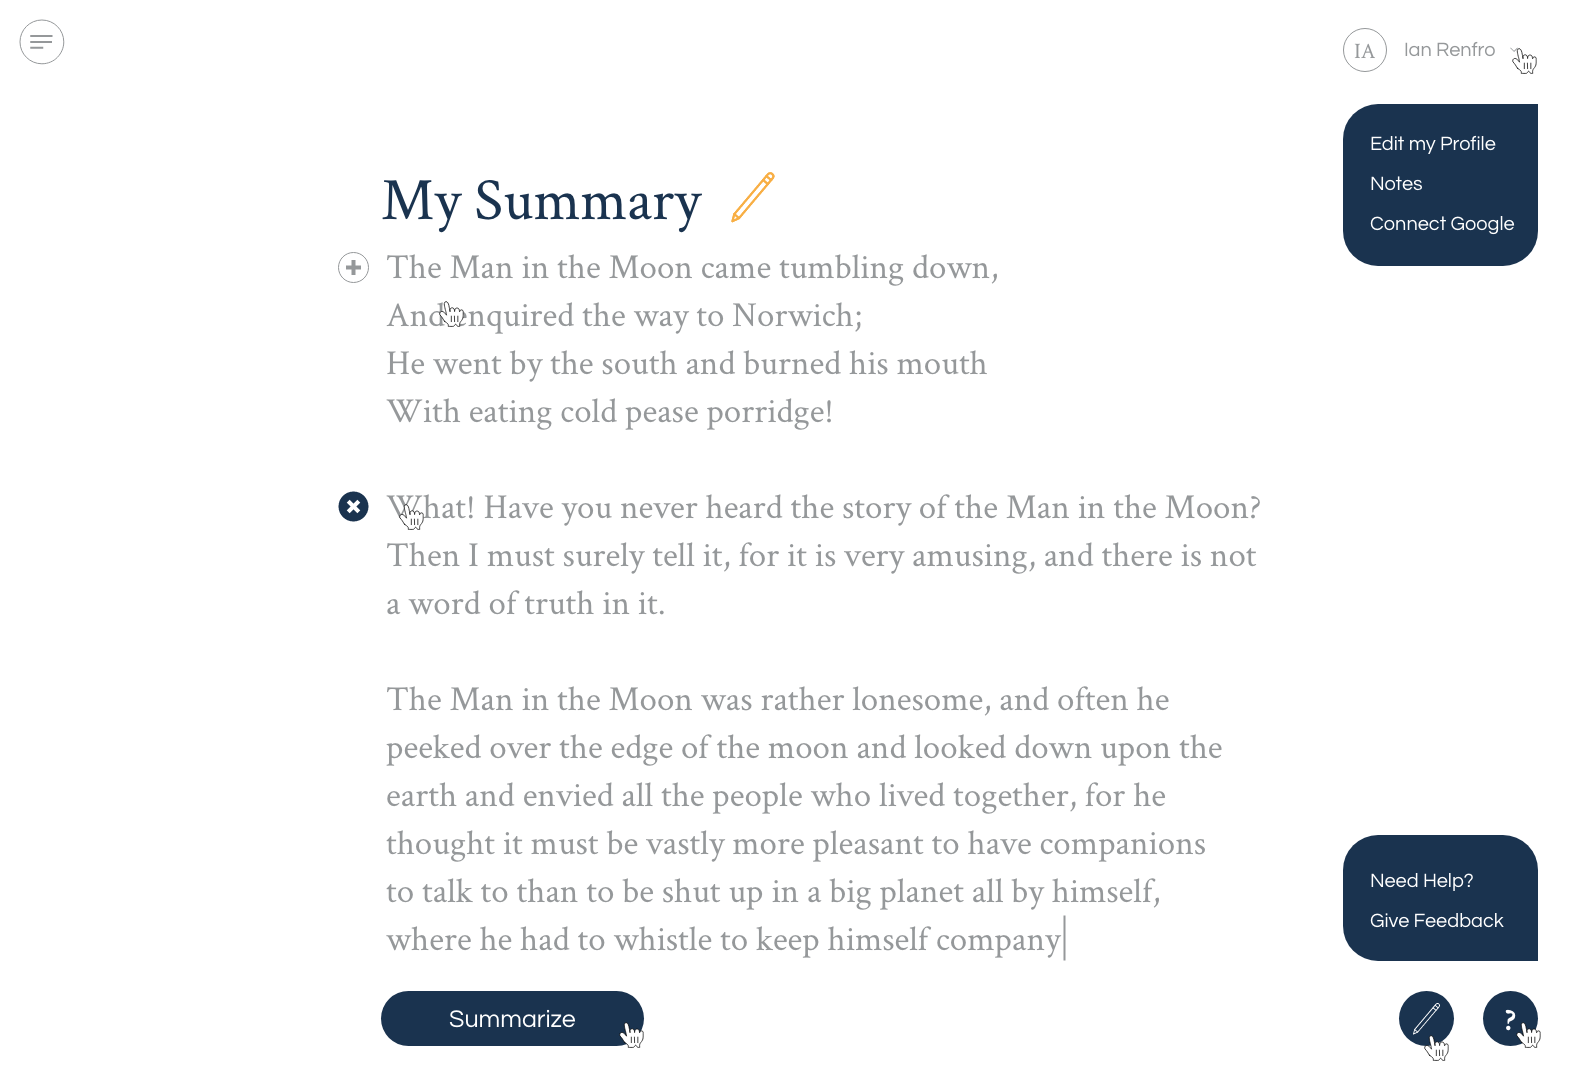 IA Ian Renfro
Edit my Profile
Notes
Connect Google
My Summary
The Man in the Moon came tumbling down,
And enquired the way to Norwich;
He went by the south and burned his mouth
With eating cold pease porridge!
What! Have you never heard the story of the Man in the Moon?
Then I must surely tell it, for it is very amusing, and there is not
a word of truth in it.
The Man in the Moon was rather lonesome, and often he
peeked over the edge of the moon and looked down upon the
earth and envied all the people who lived together, for he
thought it must be vastly more pleasant to have companions
to talk to than to be shut up in a big planet all by himself,
where he had to whistle to keep himself company
Need Help?
Give Feedback
Summarize
?